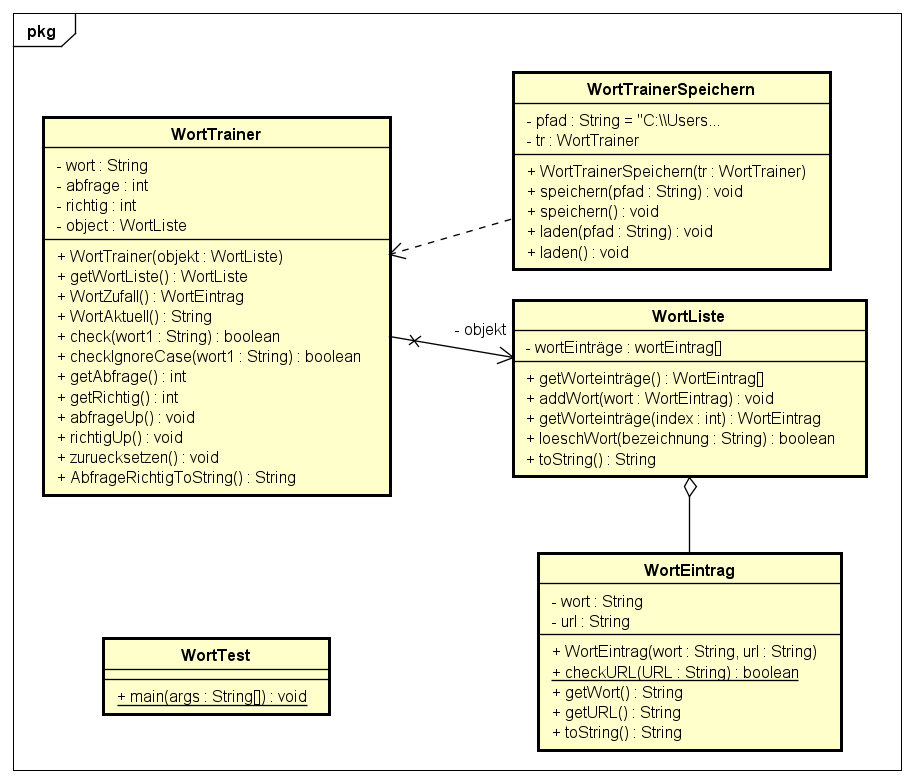 pkg
WortTrainer
- wort : String
- abfrage : int
- richtig : int
- object : WortListe
+ WortTrainer(objekt : WortListe)
+ getWortListe() : WortListe
+ WortZufall() : WortEintrag
+ WortAktuell() : String
+ check(wort1 : String) : boolean
+ checkIgnoreCase(wort1 : String) : boolean
+ getAbfrage() : int
+ getRichtig() : int
+ abfrageUp() : void
+ richtigUp() : void
+ zuruecksetzen() : void
+ AbfrageRichtigToString() : String
WortTrainerSpeichern
- pfad : String = "C:\\Users...
- tr : WortTrainer
+ WortTrainerSpeichern(tr : WortTrainer)
+ speichern(pfad : String) : void
+ speichern() : void
+ laden(pfad : String) : void
+ laden() : void
- objekt
WortListe
- wortEinträge : wortEintrag[]
+ getWorteinträge() : WortEintrag[]
+ addWort(wort : WortEintrag) : void
+ getWorteinträge(index : int) : WortEintrag
+ loeschWort(bezeichnung : String) : boolean
+ toString() : String
WortEintrag
- wort : String
- url : String
+ WortEintrag(wort : String, url : String)
+ checkURL(URL : String) : boolean
+ getWort() : String
+ getURL() : String
+ toString() : String
WortTest
+ main(args : String[]) : void